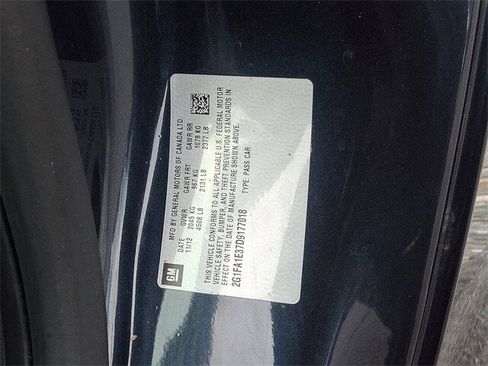 GM
MFD BY GENERAL MOTORS OF CANADA LTD.
DATE GVWR GAWR FRT GAWR RR
11/12 2045 KG 967 KG 1078 KG
4508 LB 2131 LB 2377 LB
THIS VEHICLE CONFORMS TO ALL APPLICABLE U.S. FEDERAL MOTOR
VEHICLE SAFETY, BUMPER, AND THEFT PREVENTION STANDARDS IN
EFFECT ON THE DATE OF MANUFACTURE SHOWN ABOVE.
2G1FA1E37D9177018 TYPE: PASS CAR